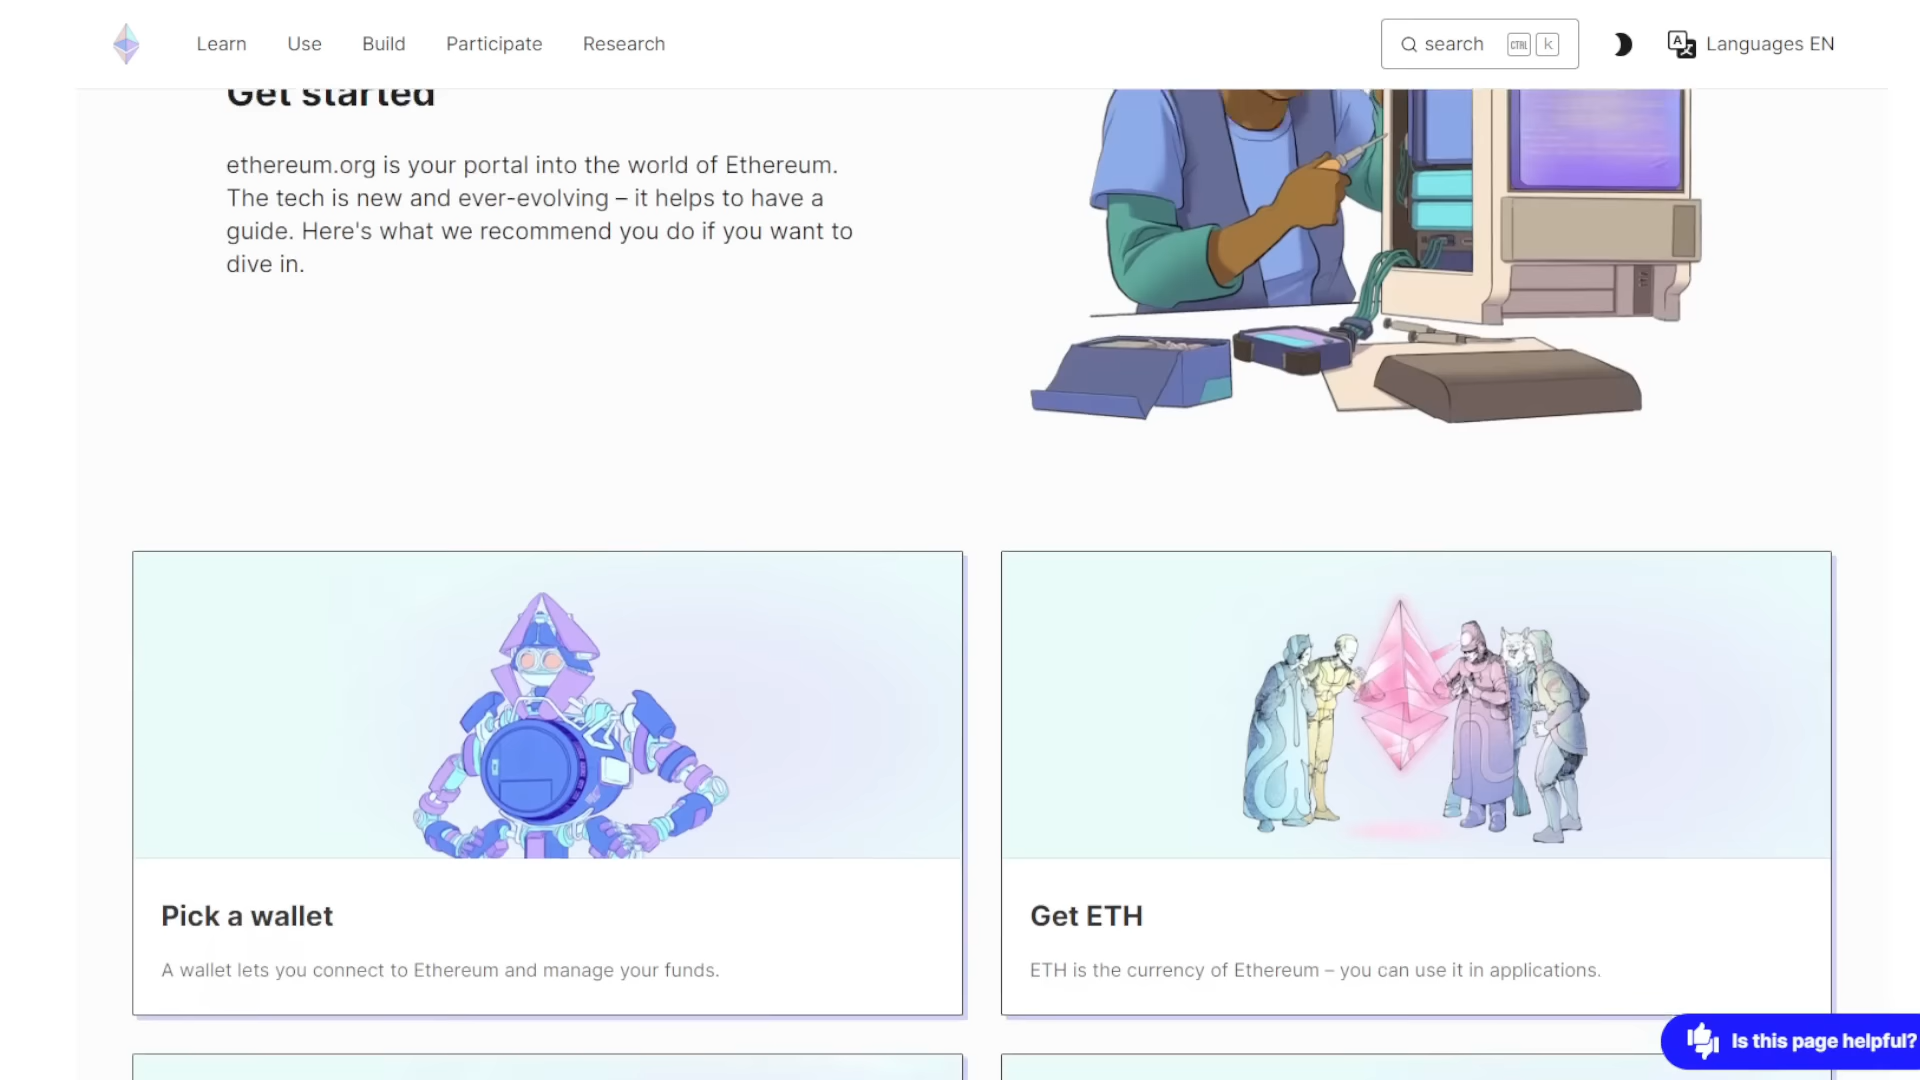 Learn
Use
Build
Participate
Research
search
CTRL
k
Languages EN
Get started
ethereum.org is your portal into the world of Ethereum.
The tech is new and ever-evolving – it helps to have a
guide. Here's what we recommend you do if you want to
dive in.
Pick a wallet
A wallet lets you connect to Ethereum and manage your funds.
Get ETH
ETH is the currency of Ethereum – you can use it in applications.
Is this page helpful?